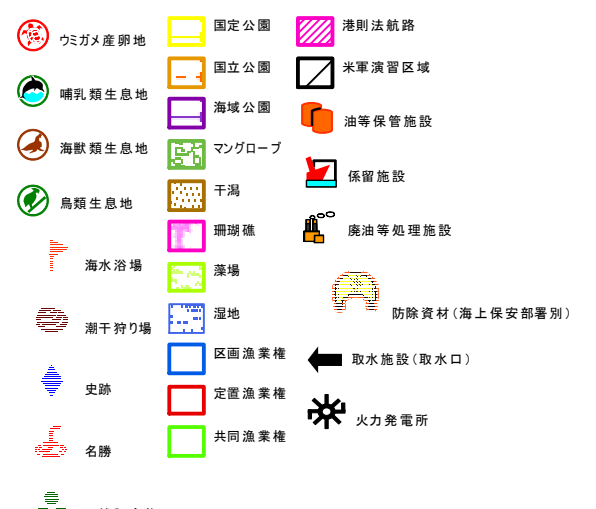 ウミガメ産卵地
哺乳類生息地
海獣類生息地
鳥類生息地
海水浴場
潮干狩り場
史跡
名勝
国定公園
国立公園
海域公園
マングローブ
干潟
珊瑚礁
藻場
湿地
区画漁業権
定置漁業権
共同漁業権
港則法航路
米軍演習区域
油等保管施設
係留施設
廃油等処理施設
防除資材(海上保安部署別)
取水施設(取水口)
火力発電所